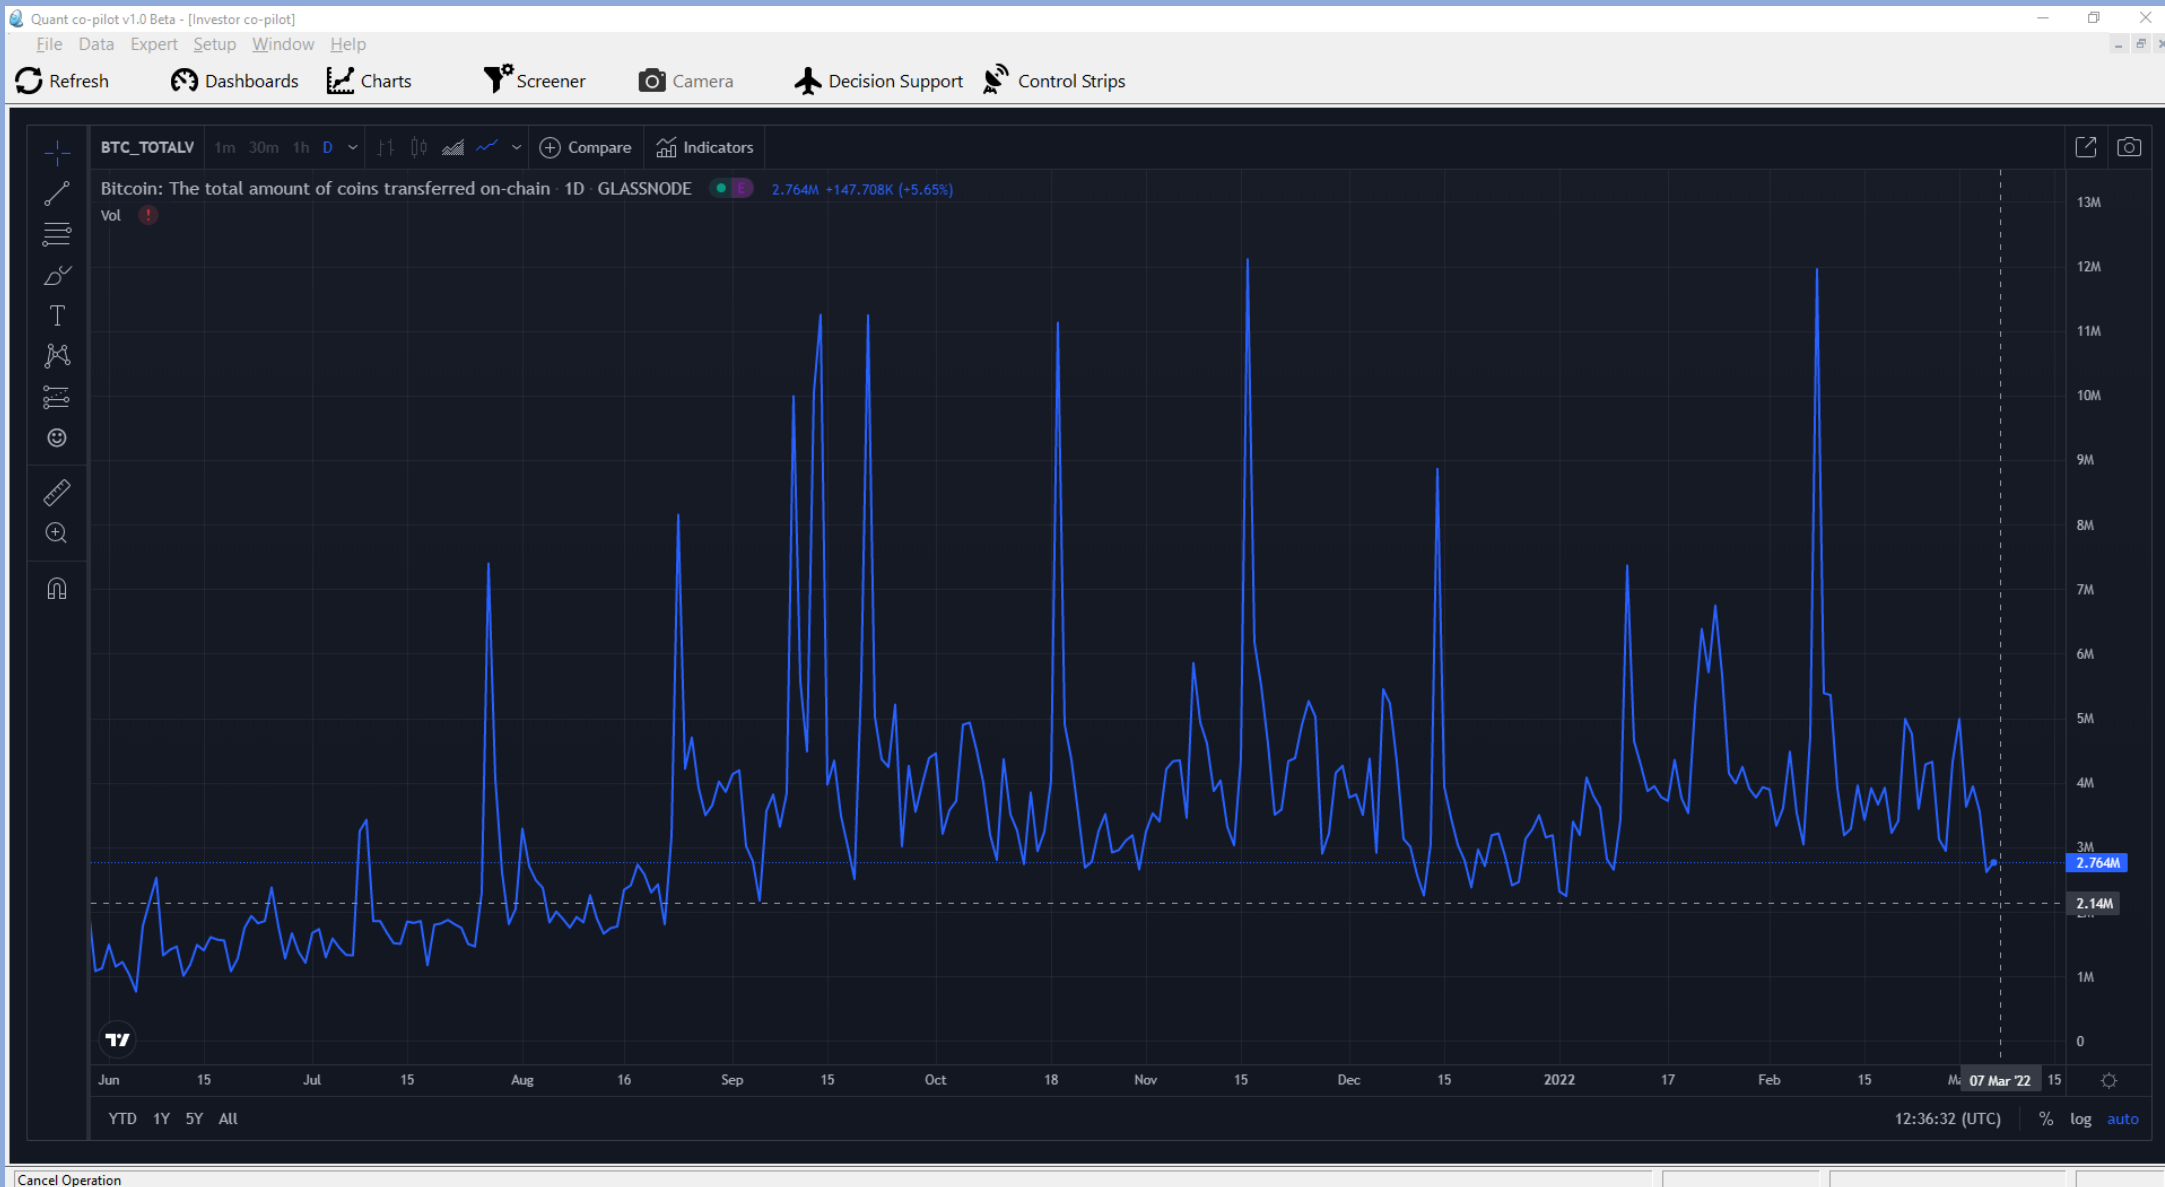 Quant co-pilot v1.0 Beta - [Investor co-pilot]
File Data Expert Setup Window Help
Refresh Dashboards Charts Screener Camera Decision Support Control Strips
BTC_TOTALV 1m 30m 1h D Compare Indicators
Bitcoin: The total amount of coins transferred on-chain · 1D · GLASSNODE E 2.764M +147.708K (+5.65%)
Vol !
13M
12M
11M
10M
9M
8M
7M
6M
5M
4M
3M
2.764M
2.14M
1M
0
Jun 15 Jul 15 Aug 16 Sep 15 Oct 18 Nov 15 Dec 15 2022 17 Feb 15 07 Mar '22 15
YTD 1Y 5Y All 12:36:32 (UTC) % log auto
Cancel Operation